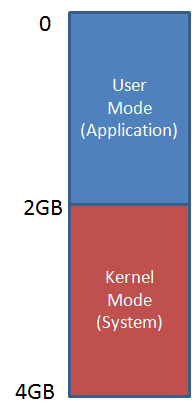 0
User
Mode
(Application)
2GB
Kernel
Mode
(System)
4GB